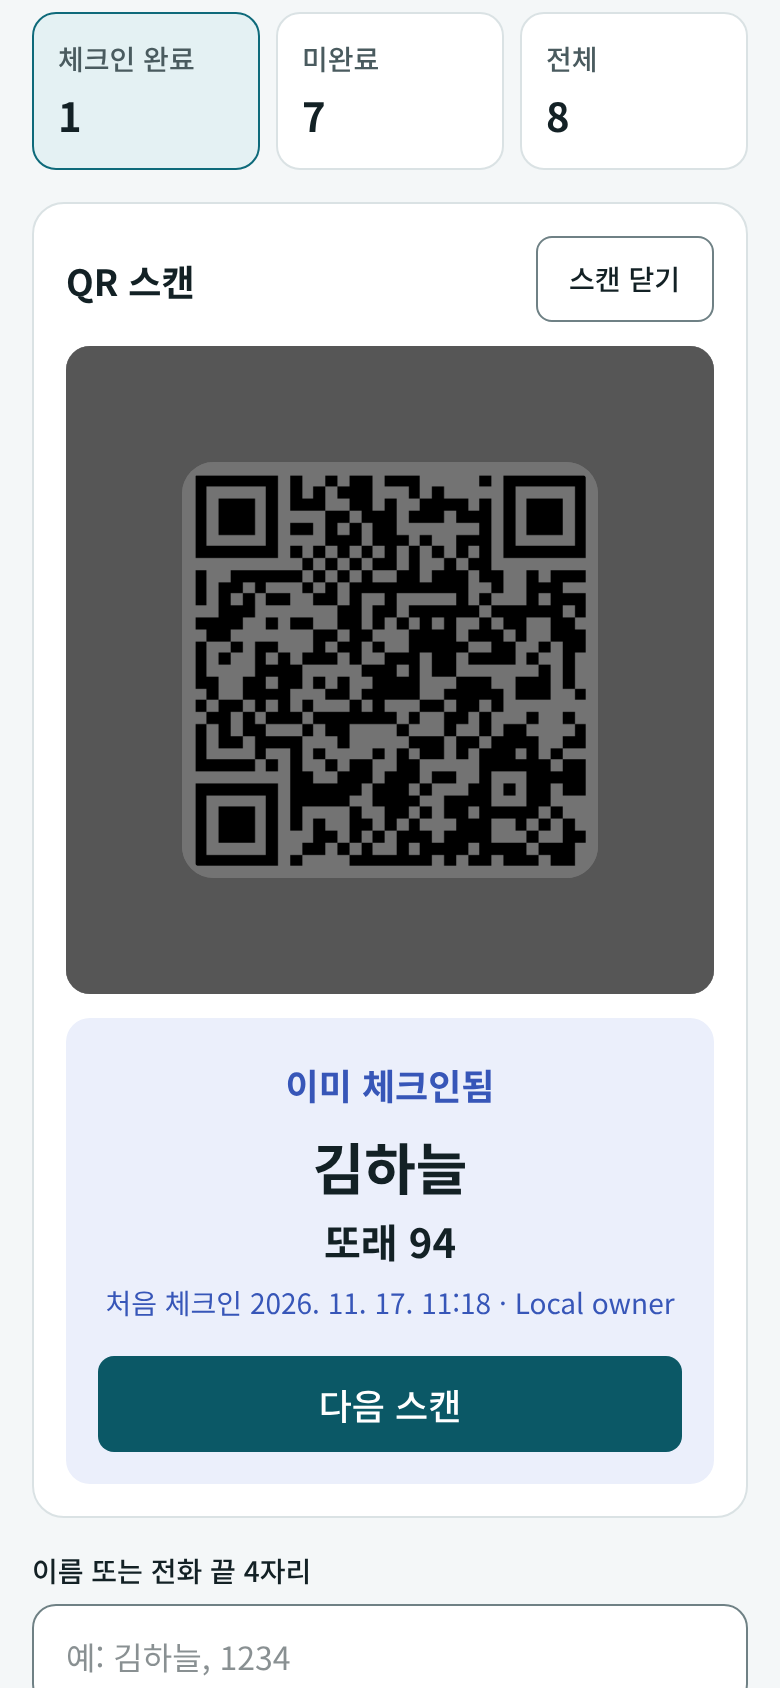 체크인 완료
1
미완료
7
전체
8
QR 스캔
스캔 닫기
이미 체크인됨
김하늘
또래 94
처음 체크인 2026. 11. 17. 11:18 · Local owner
다음 스캔
이름 또는 전화 끝 4자리
예: 김하늘, 1234